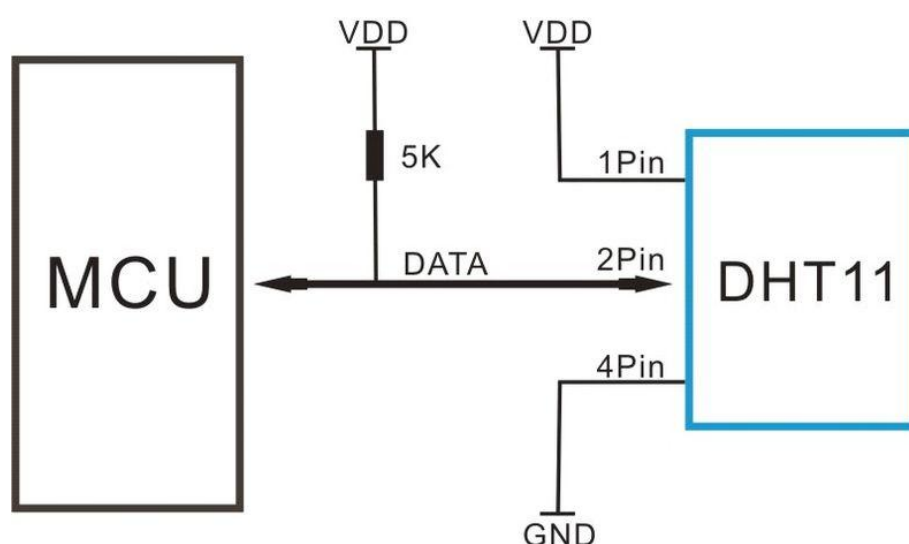 VDD
VDD
5K
1Pin
MCU
DATA
2Pin
DHT11
4Pin
GND